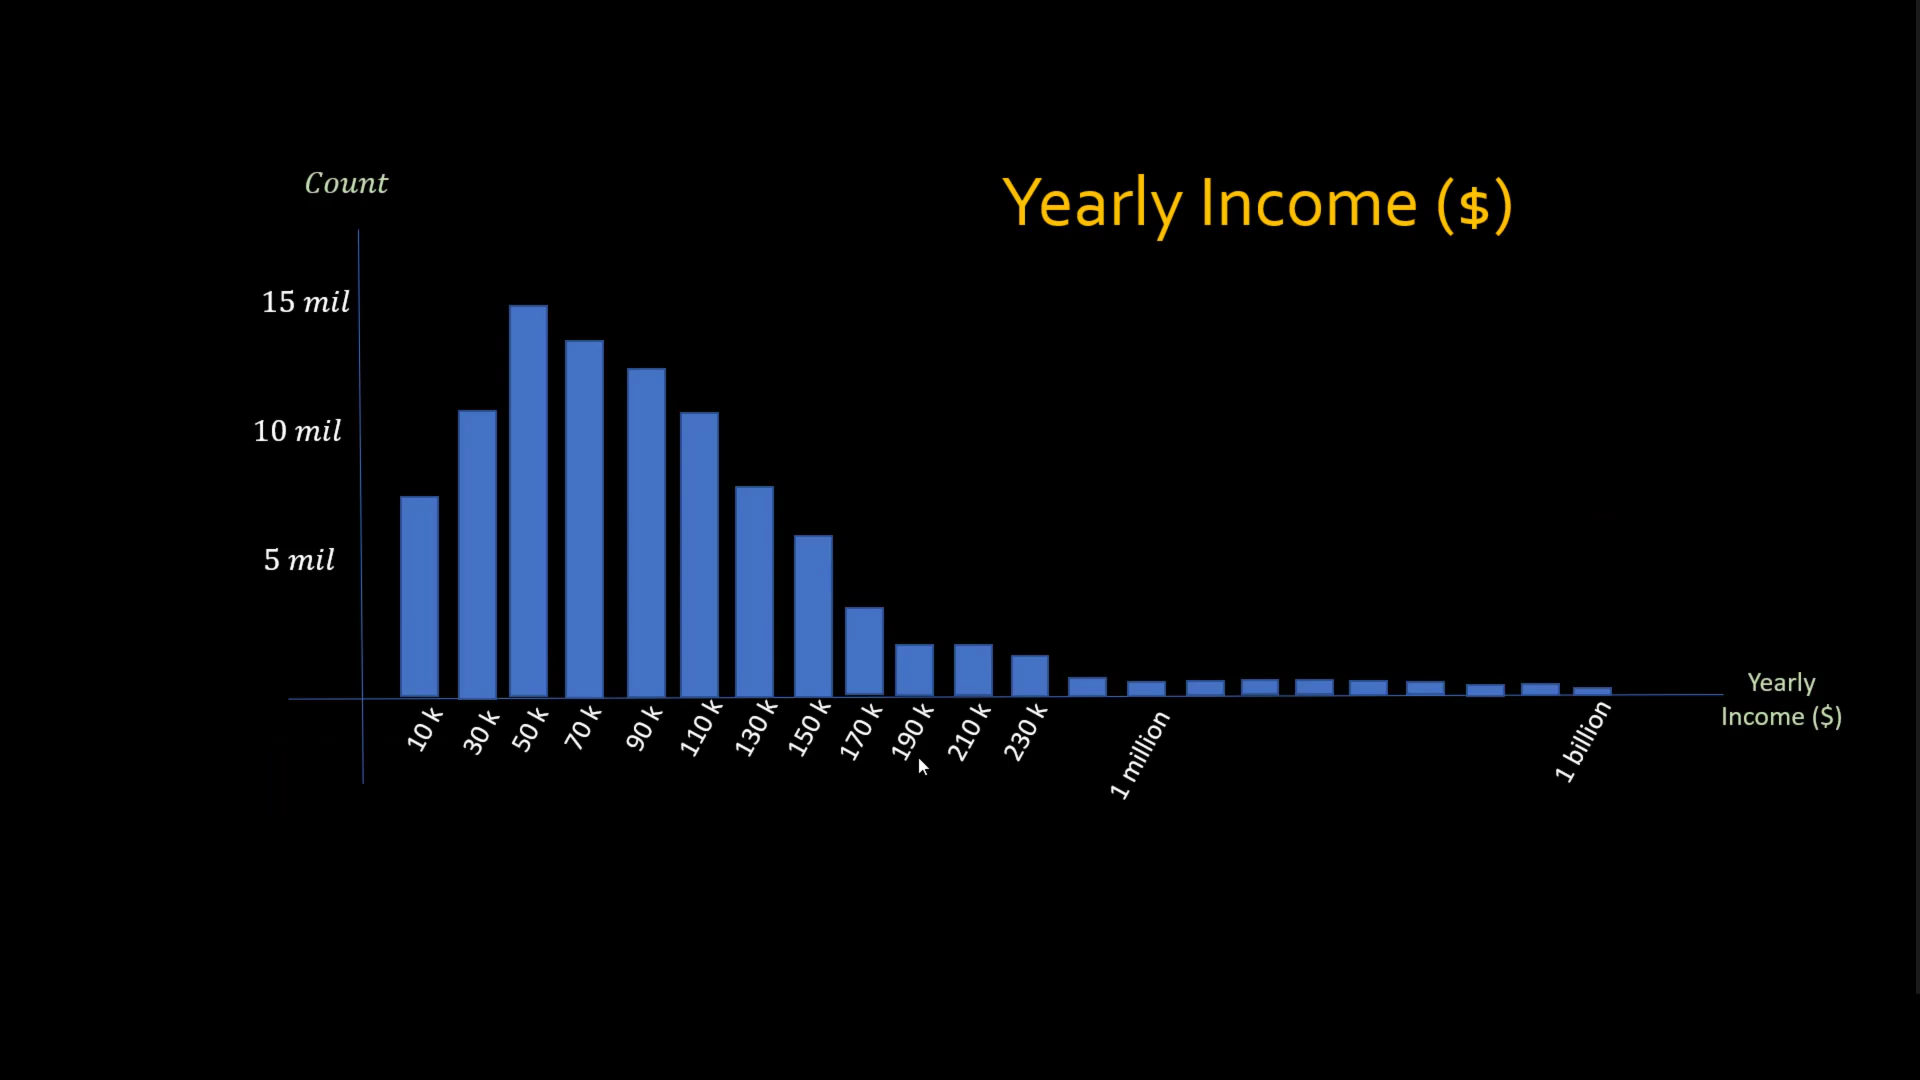 Count
Yearly Income ($)
15 mil
10 mil
5 mil
10 k
30 k
50 k
70 k
90 k
110 k
130 k
150 k
170 k
190 k
210 k
230 k
1 million
1 billion
Yearly
Income ($)